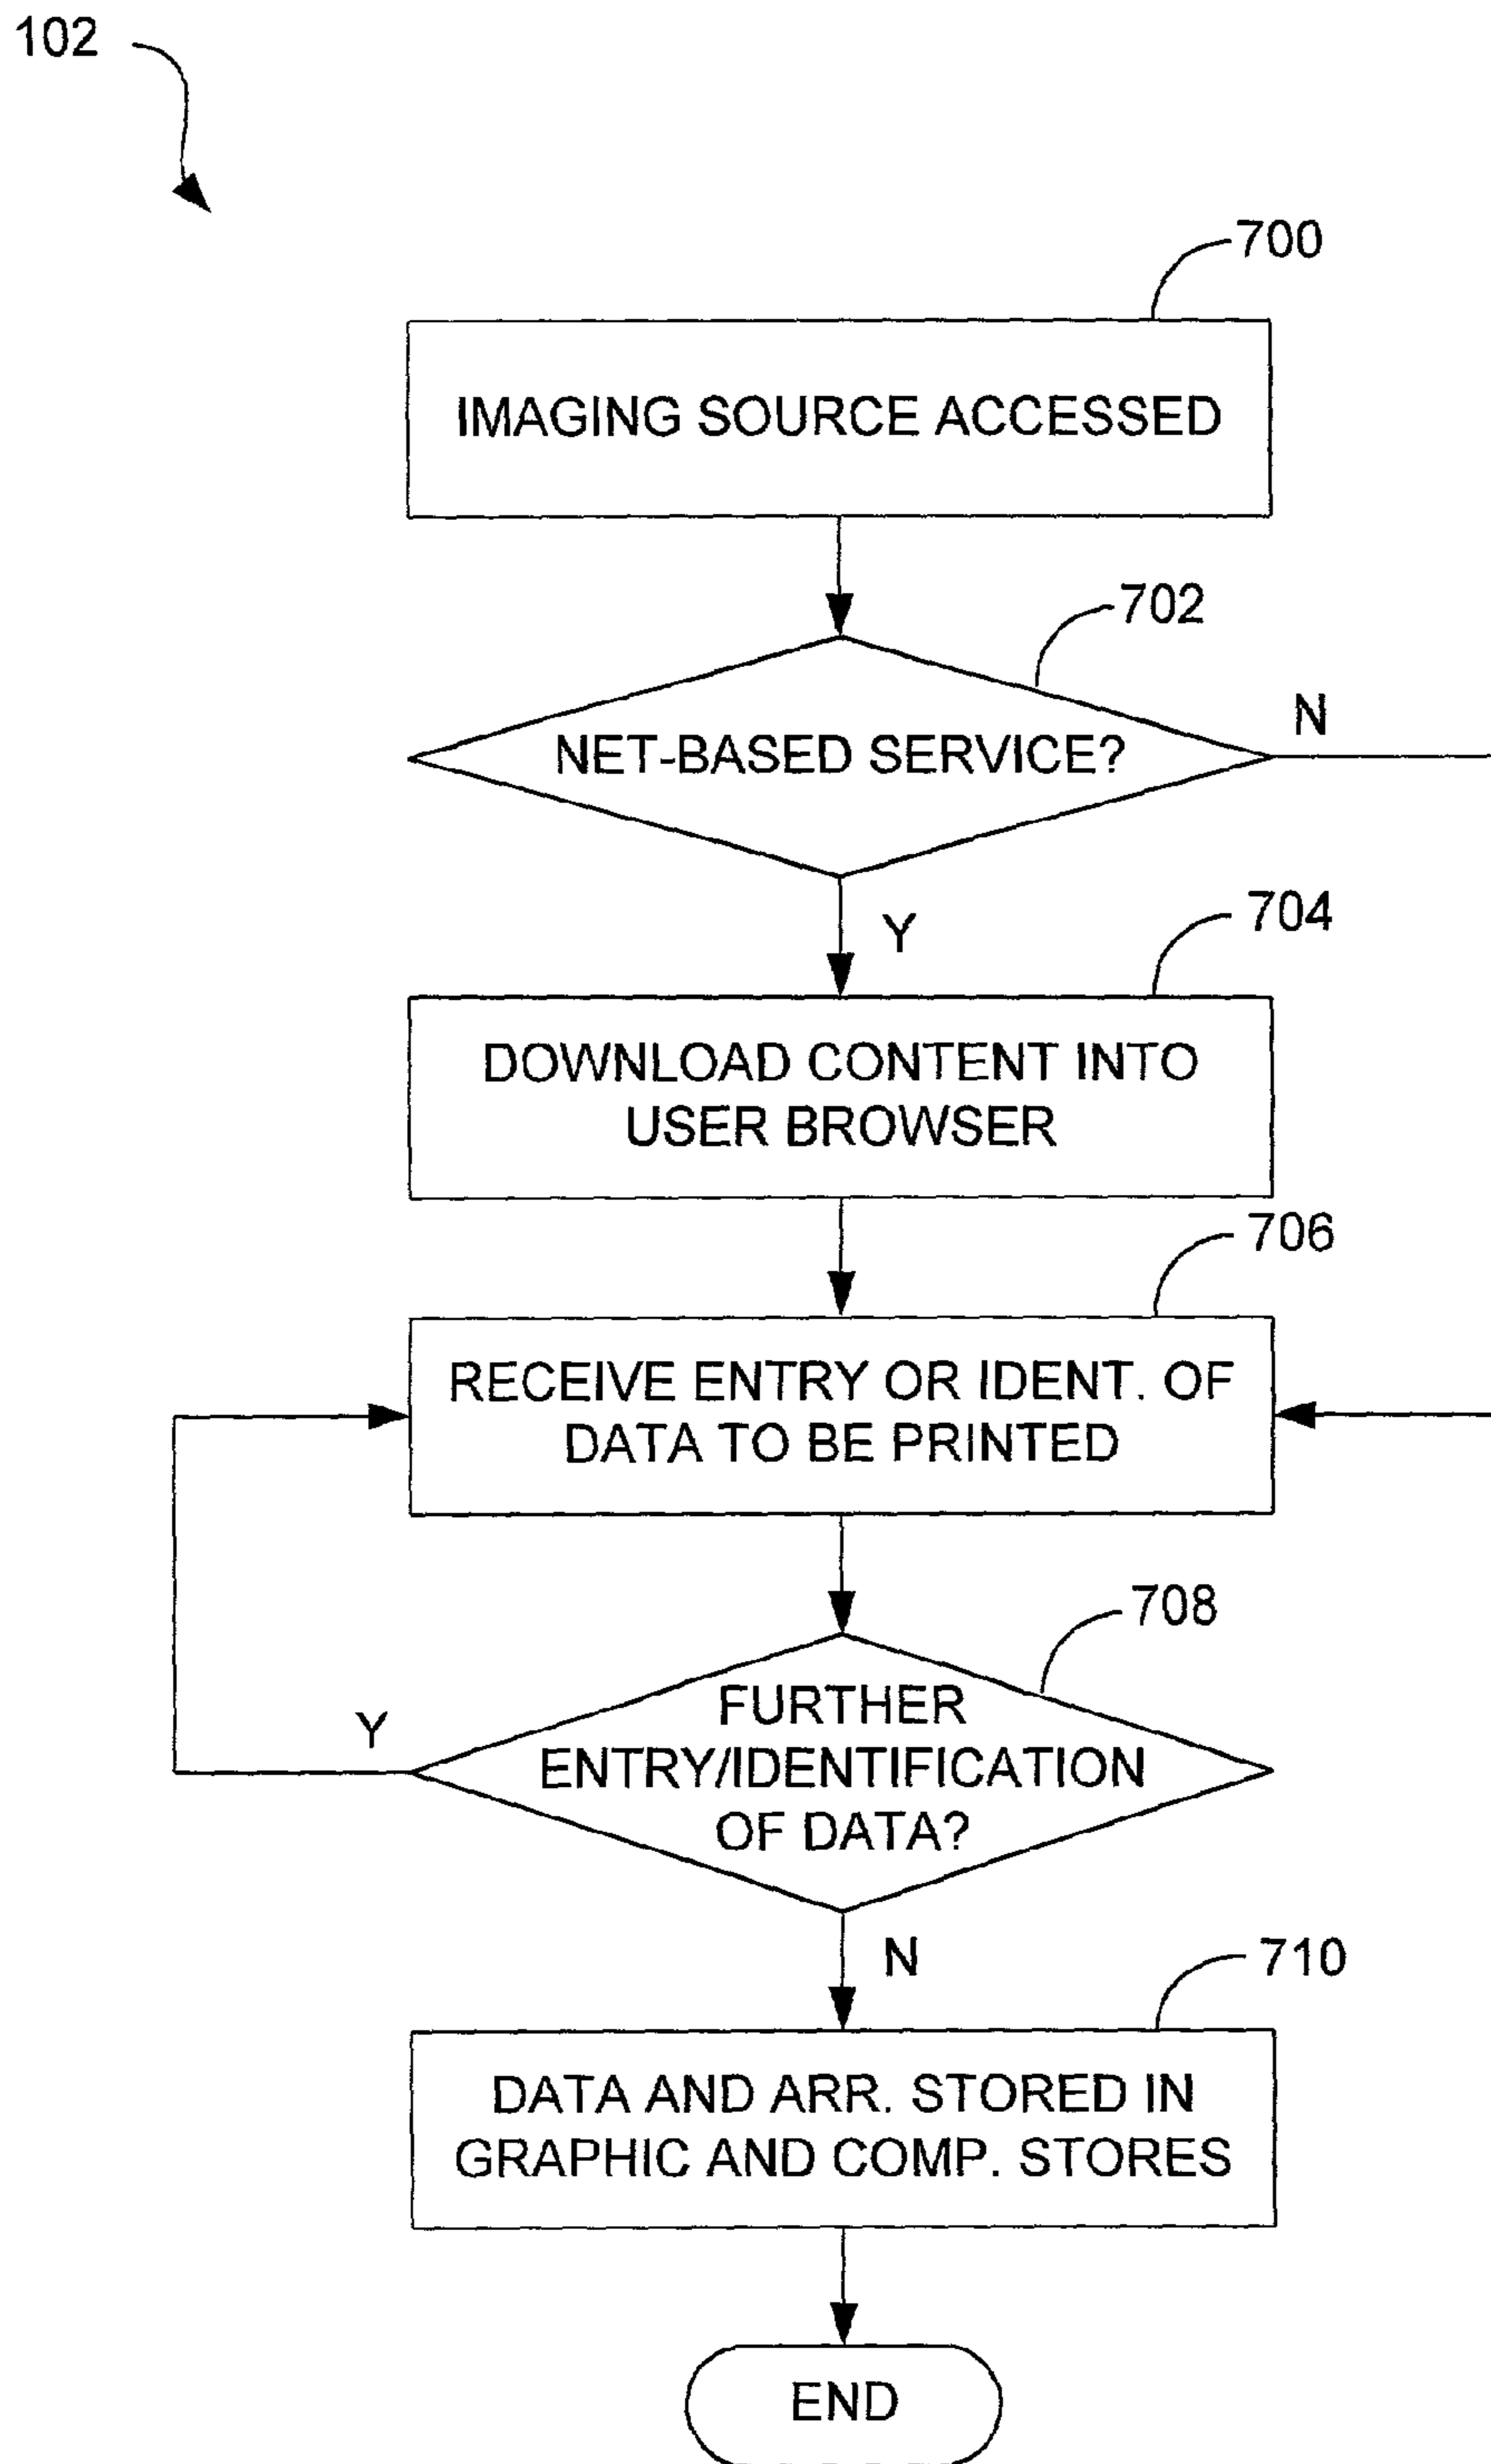 102
700
IMAGING SOURCE ACCESSED
702
NET-BASED SERVICE?
N
Y
704
DOWNLOAD CONTENT INTO
USER BROWSER
706
RECEIVE ENTRY OR IDENT. OF
DATA TO BE PRINTED
708
FURTHER
ENTRY/IDENTIFICATION
OF DATA?
Y
N
710
DATA AND ARR. STORED IN
GRAPHIC AND COMP. STORES
END